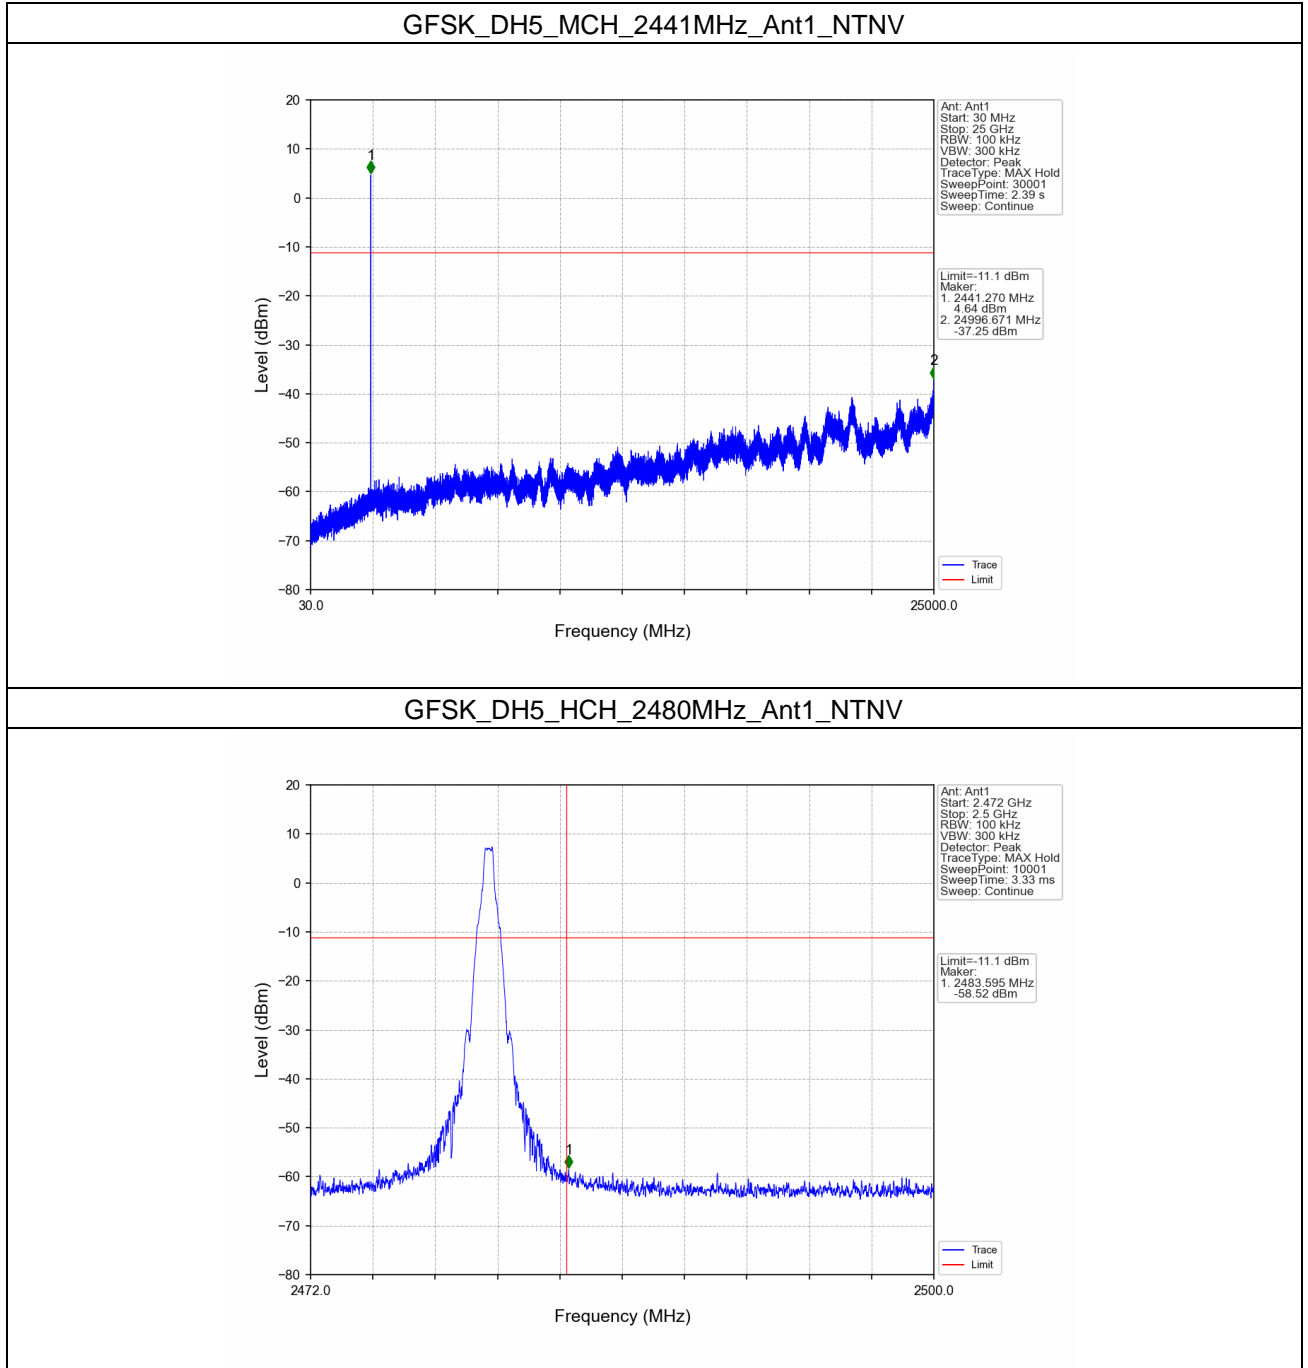 GFSK_DH5_MCH_2441MHz_Ant1_NTNV
20
10
0
−10
−20
−30
−40
−50
−60
−70
−80
Level (dBm)
1
2
30.0
25000.0
Frequency (MHz)
Ant: Ant1
Start: 30 MHz
Stop: 25 GHz
RBW: 100 kHz
VBW: 300 kHz
Detector: Peak
TraceType: MAX Hold
SweepPoint: 30001
SweepTime: 2.39 s
Sweep: Continue
Limit=-11.1 dBm
Maker:
1. 2441.270 MHz
4.64 dBm
2. 24996.671 MHz
-37.25 dBm
Trace
Limit
GFSK_DH5_HCH_2480MHz_Ant1_NTNV
20
10
0
−10
−20
−30
−40
−50
−60
−70
−80
Level (dBm)
1
2472.0
2500.0
Frequency (MHz)
Ant: Ant1
Start: 2.472 GHz
Stop: 2.5 GHz
RBW: 100 kHz
VBW: 300 kHz
Detector: Peak
TraceType: MAX Hold
SweepPoint: 10001
SweepTime: 3.33 ms
Sweep: Continue
Limit=-11.1 dBm
Maker:
1. 2483.595 MHz
-58.52 dBm
Trace
Limit